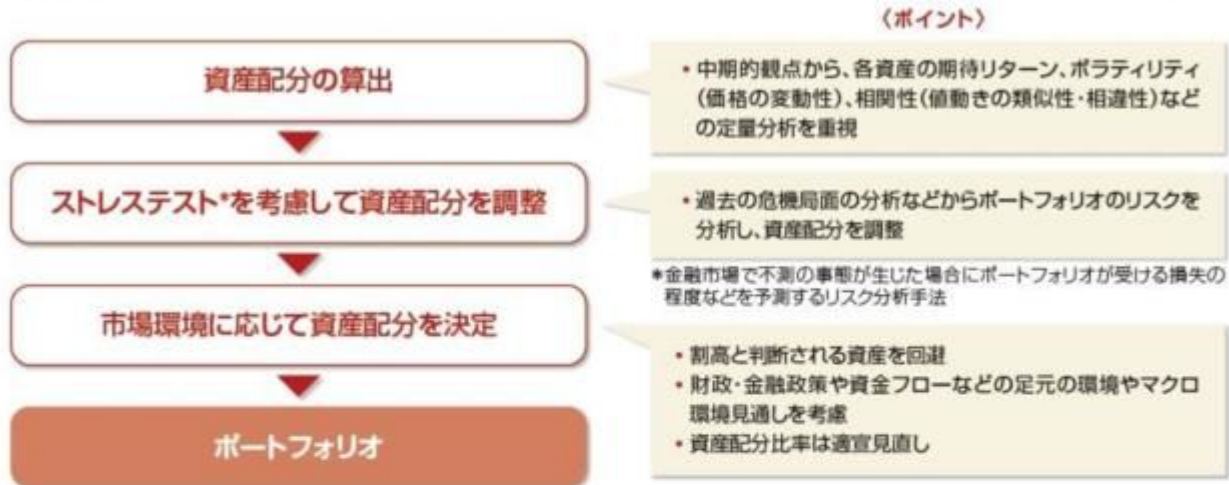 〈ポイント〉
資産配分の算出
• 中期的観点から、各資産の期待リターン、ボラティリティ
(価格の変動性)、相関性(値動きの類似性・相違性)など
の定量分析を重視
ストレステスト*を考慮して資産配分を調整
• 過去の危機局面の分析などからポートフォリオのリスクを
分析し、資産配分を調整
*金融市場で不測の事態が生じた場合にポートフォリオが受ける損失の
程度などを予測するリスク分析手法
市場環境に応じて資産配分を決定
• 割高と判断される資産を回避
• 財政・金融政策や資金フローなどの足元の環境やマクロ
環境見通しを考慮
• 資産配分比率は適宜見直し
ポートフォリオ